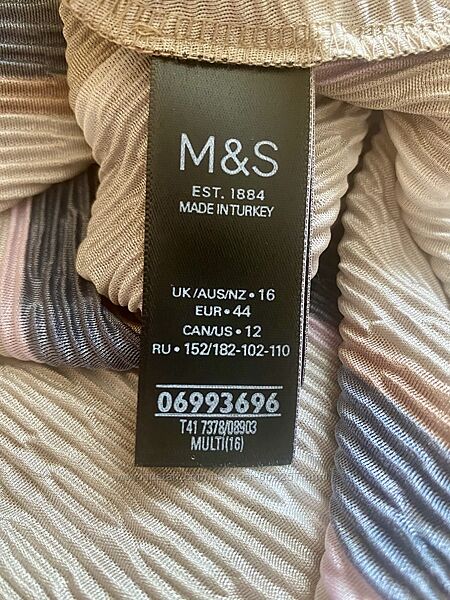 M&S
EST. 1884
MADE IN TURKEY
UK/AUS/NZ • 16
EUR • 44
CAN/US • 12
RU • 152/182-102-110
06993696
T41 7378/08903
MULTI(16)